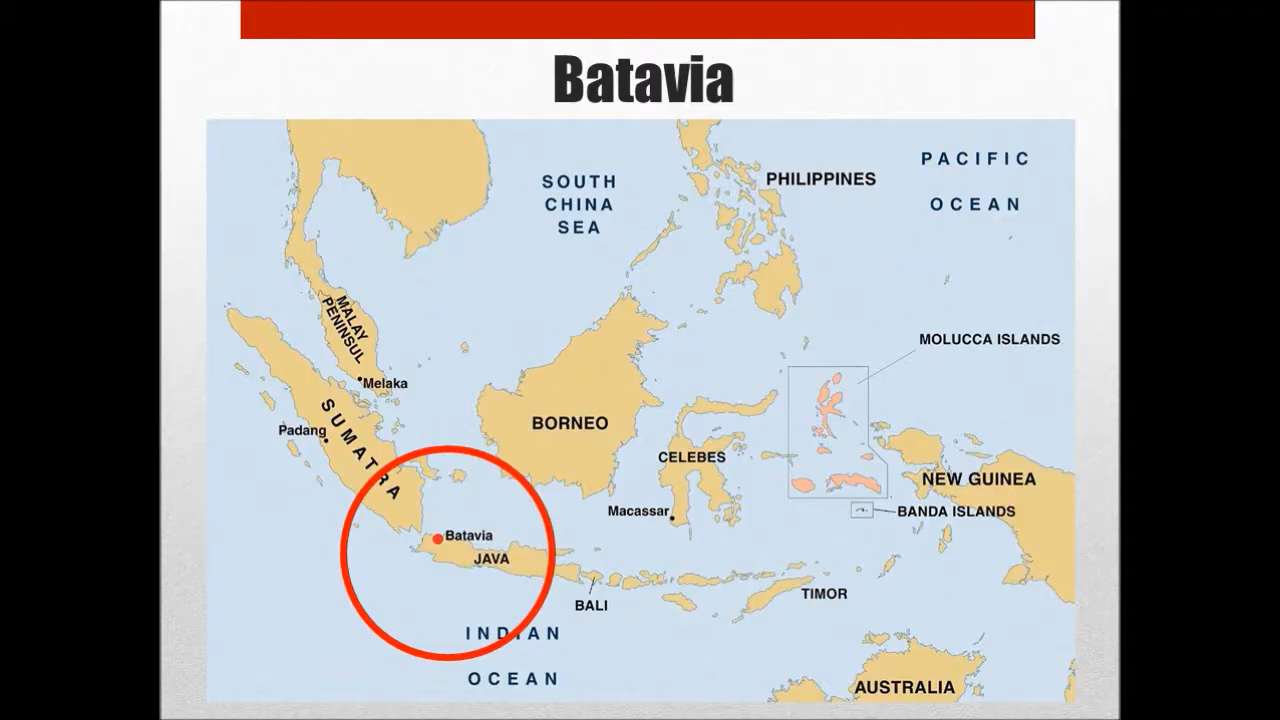 Batavia
PACIFIC
OCEAN
SOUTH
CHINA
SEA
PHILIPPINES
MALAY
PENINSUL
MOLUCCA ISLANDS
Melaka
SUMATRA
Padang
BORNEO
CELEBES
NEW GUINEA
Macassar
BANDA ISLANDS
Batavia
JAVA
BALI
TIMOR
INDIAN
OCEAN
AUSTRALIA